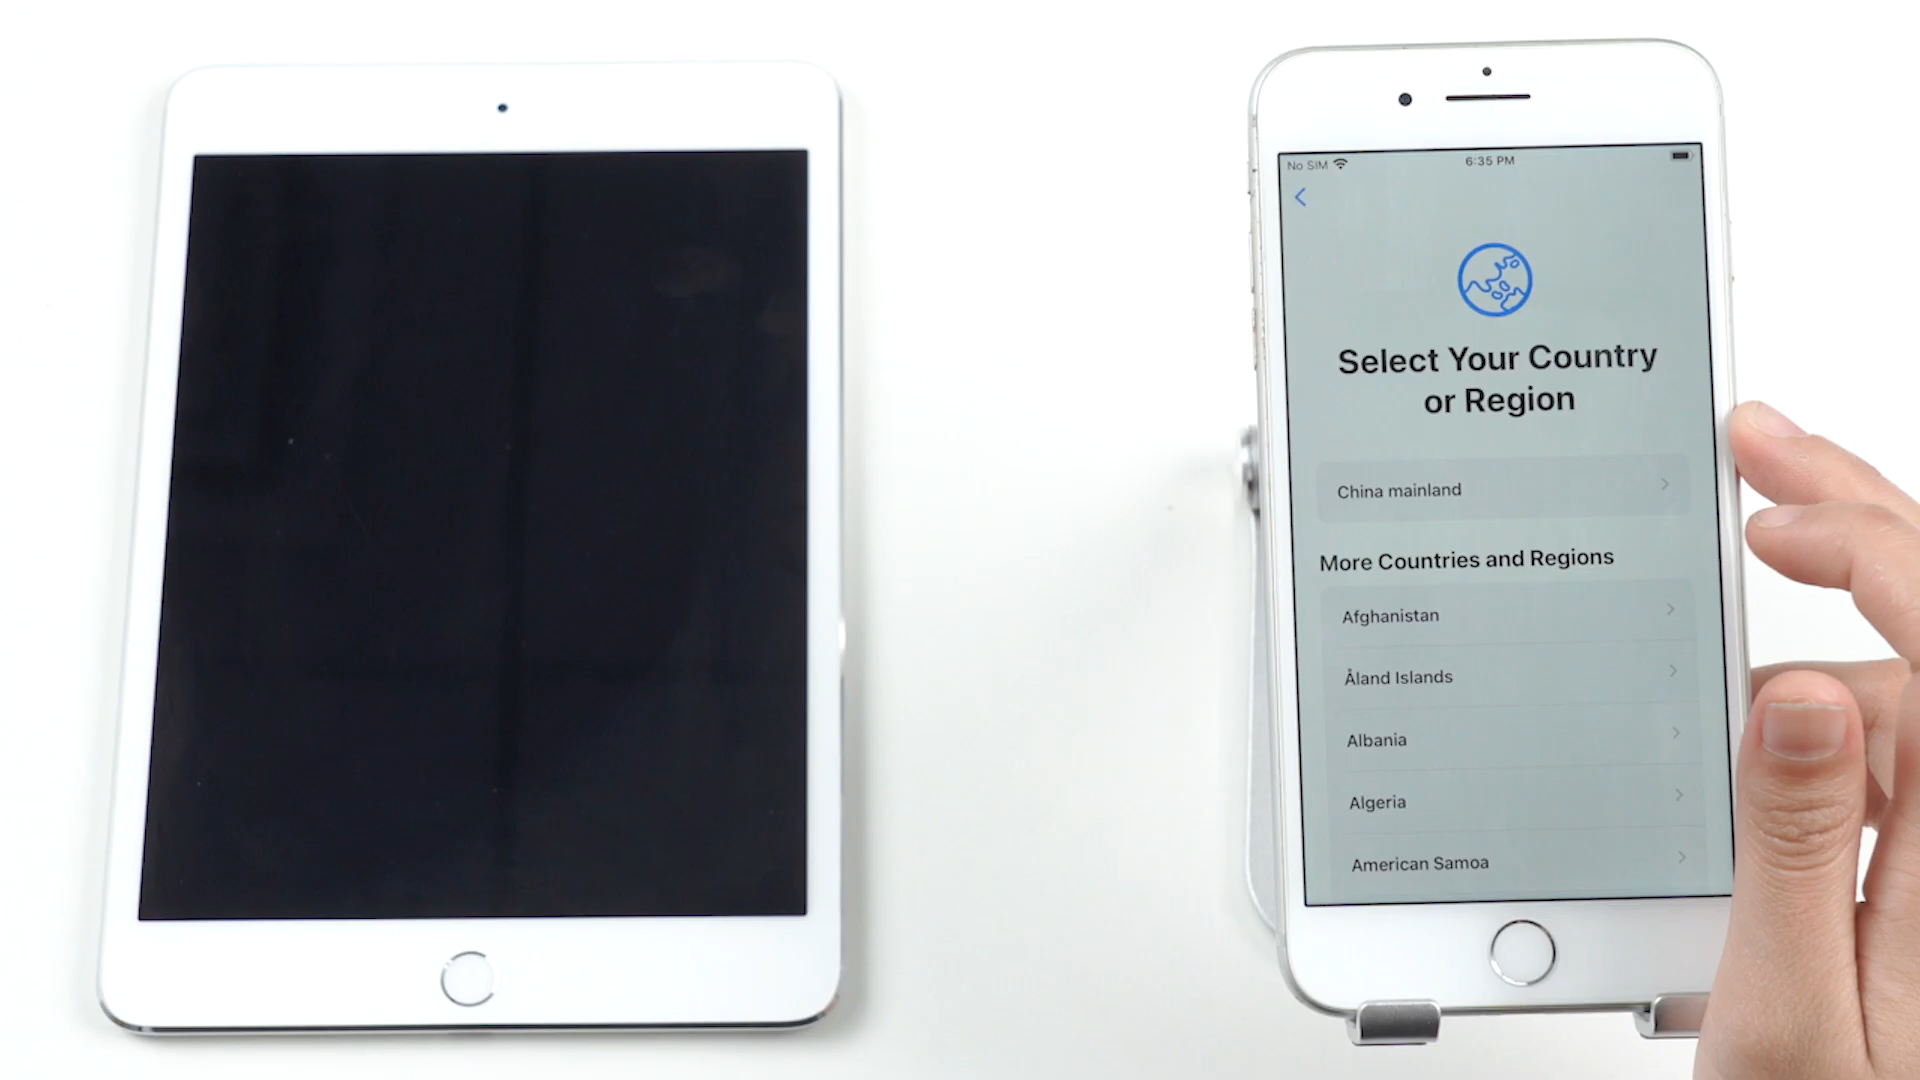 No SIM 6:35 PM
Select Your Country
or Region
China mainland
More Countries and Regions
Afghanistan
Åland Islands
Albania
Algeria
American Samoa